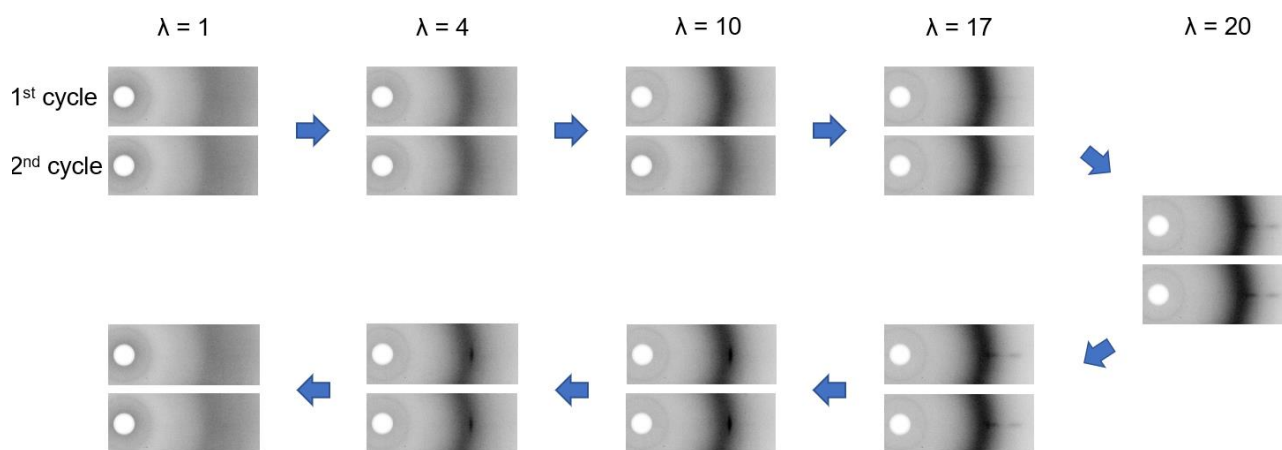 λ = 1
λ = 4
λ = 10
λ = 17
λ = 20
1st cycle
2nd cycle